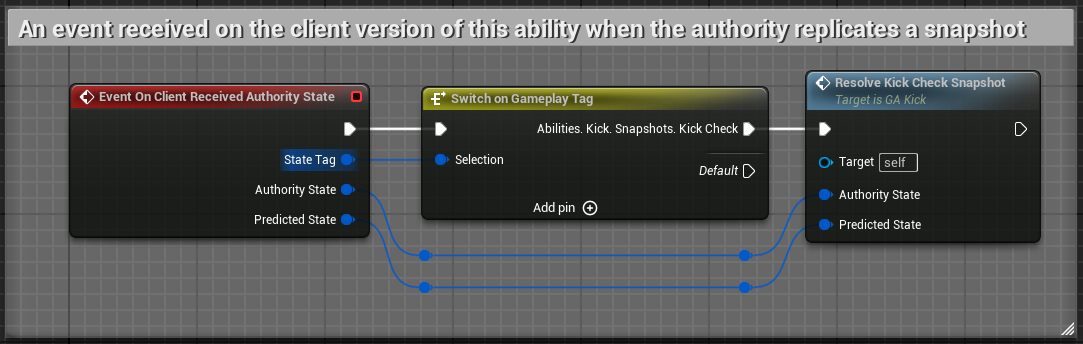 An event received on the client version of this ability when the authority replicates a snapshot
Event On Client Received Authority State
State Tag
Authority State
Predicted State
Switch on Gameplay Tag
Abilities. Kick. Snapshots. Kick Check
Selection
Default
Add pin
Resolve Kick Check Snapshot
Target is GA Kick
Target self
Authority State
Predicted State